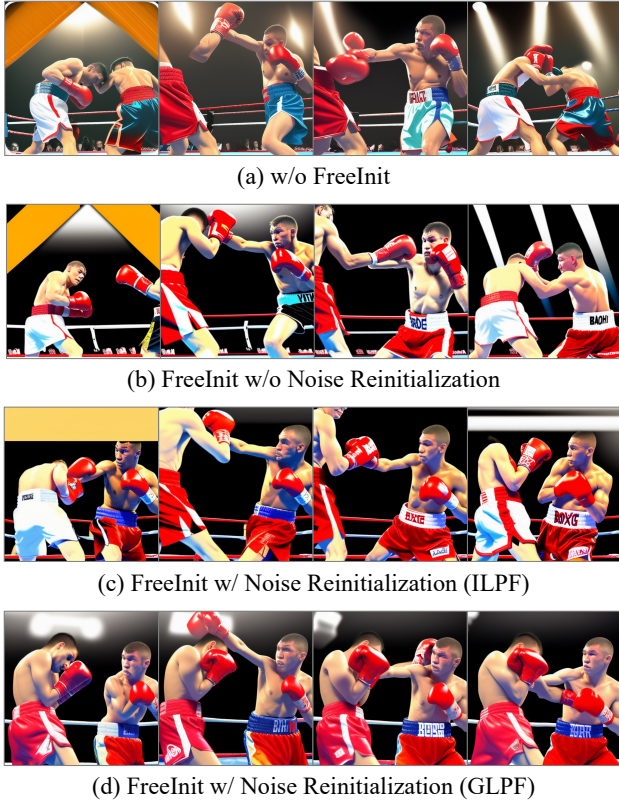 (a) w/o FreeInit
(b) FreeInit w/o Noise Reinitialization
(c) FreeInit w/ Noise Reinitialization (ILPF)
(d) FreeInit w/ Noise Reinitialization (GLPF)